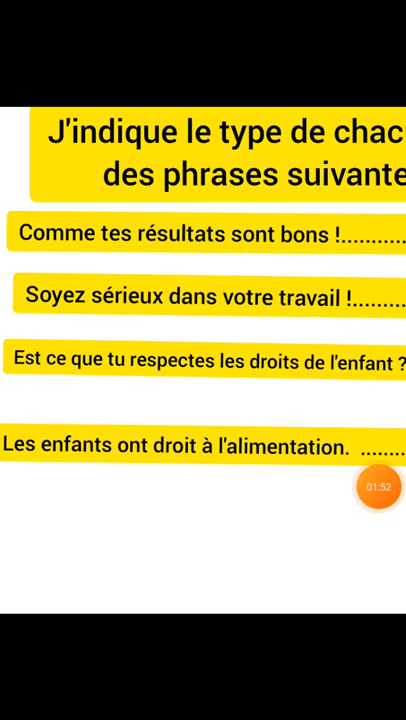 J'indique le type de chac
des phrases suivante
Comme tes résultats sont bons !...........
Soyez sérieux dans votre travail !.........
Est ce que tu respectes les droits de l'enfant ?
Les enfants ont droit à l'alimentation. ........
01:52